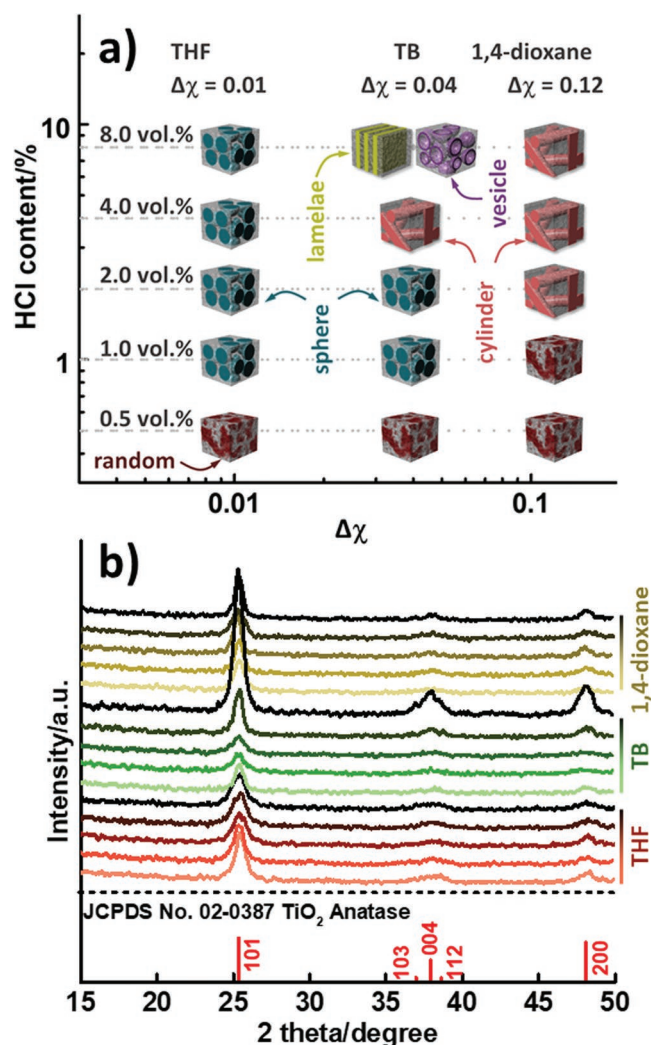 a)
THF TB 1,4-dioxane
Δχ = 0.01 Δχ = 0.04 Δχ = 0.12
HCl content/%
10
1
8.0 vol.%
4.0 vol.%
2.0 vol.%
1.0 vol.%
0.5 vol.%
lamelae
vesicle
sphere
cylinder
random
0.01 0.1
Δχ
b)
Intensity/a.u.
1,4-dioxane
TB
THF
JCPDS No. 02-0387 TiO₂ Anatase
101
103
004
112
200
15 20 25 30 35 40 45 50
2 theta/degree